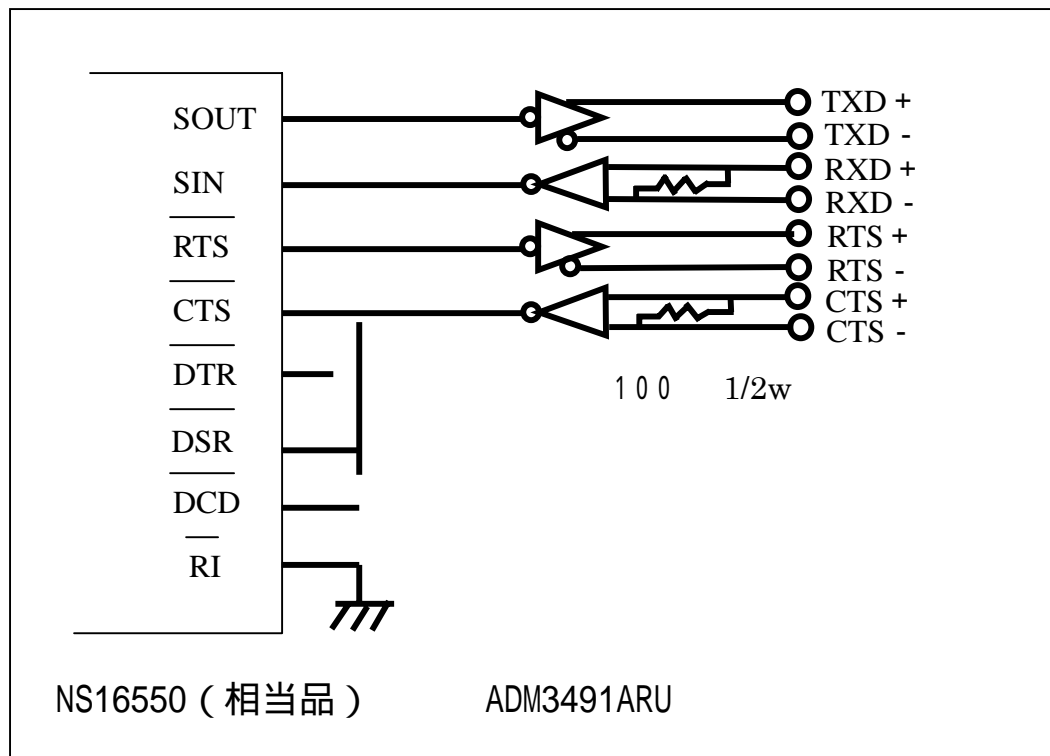 SOUT
TXD +
TXD -
SIN
RXD +
RXD -
RTS
RTS +
RTS -
CTS
CTS +
CTS -
DTR
100 1/2w
DSR
DCD
RI
NS16550(相当品) ADM3491ARU